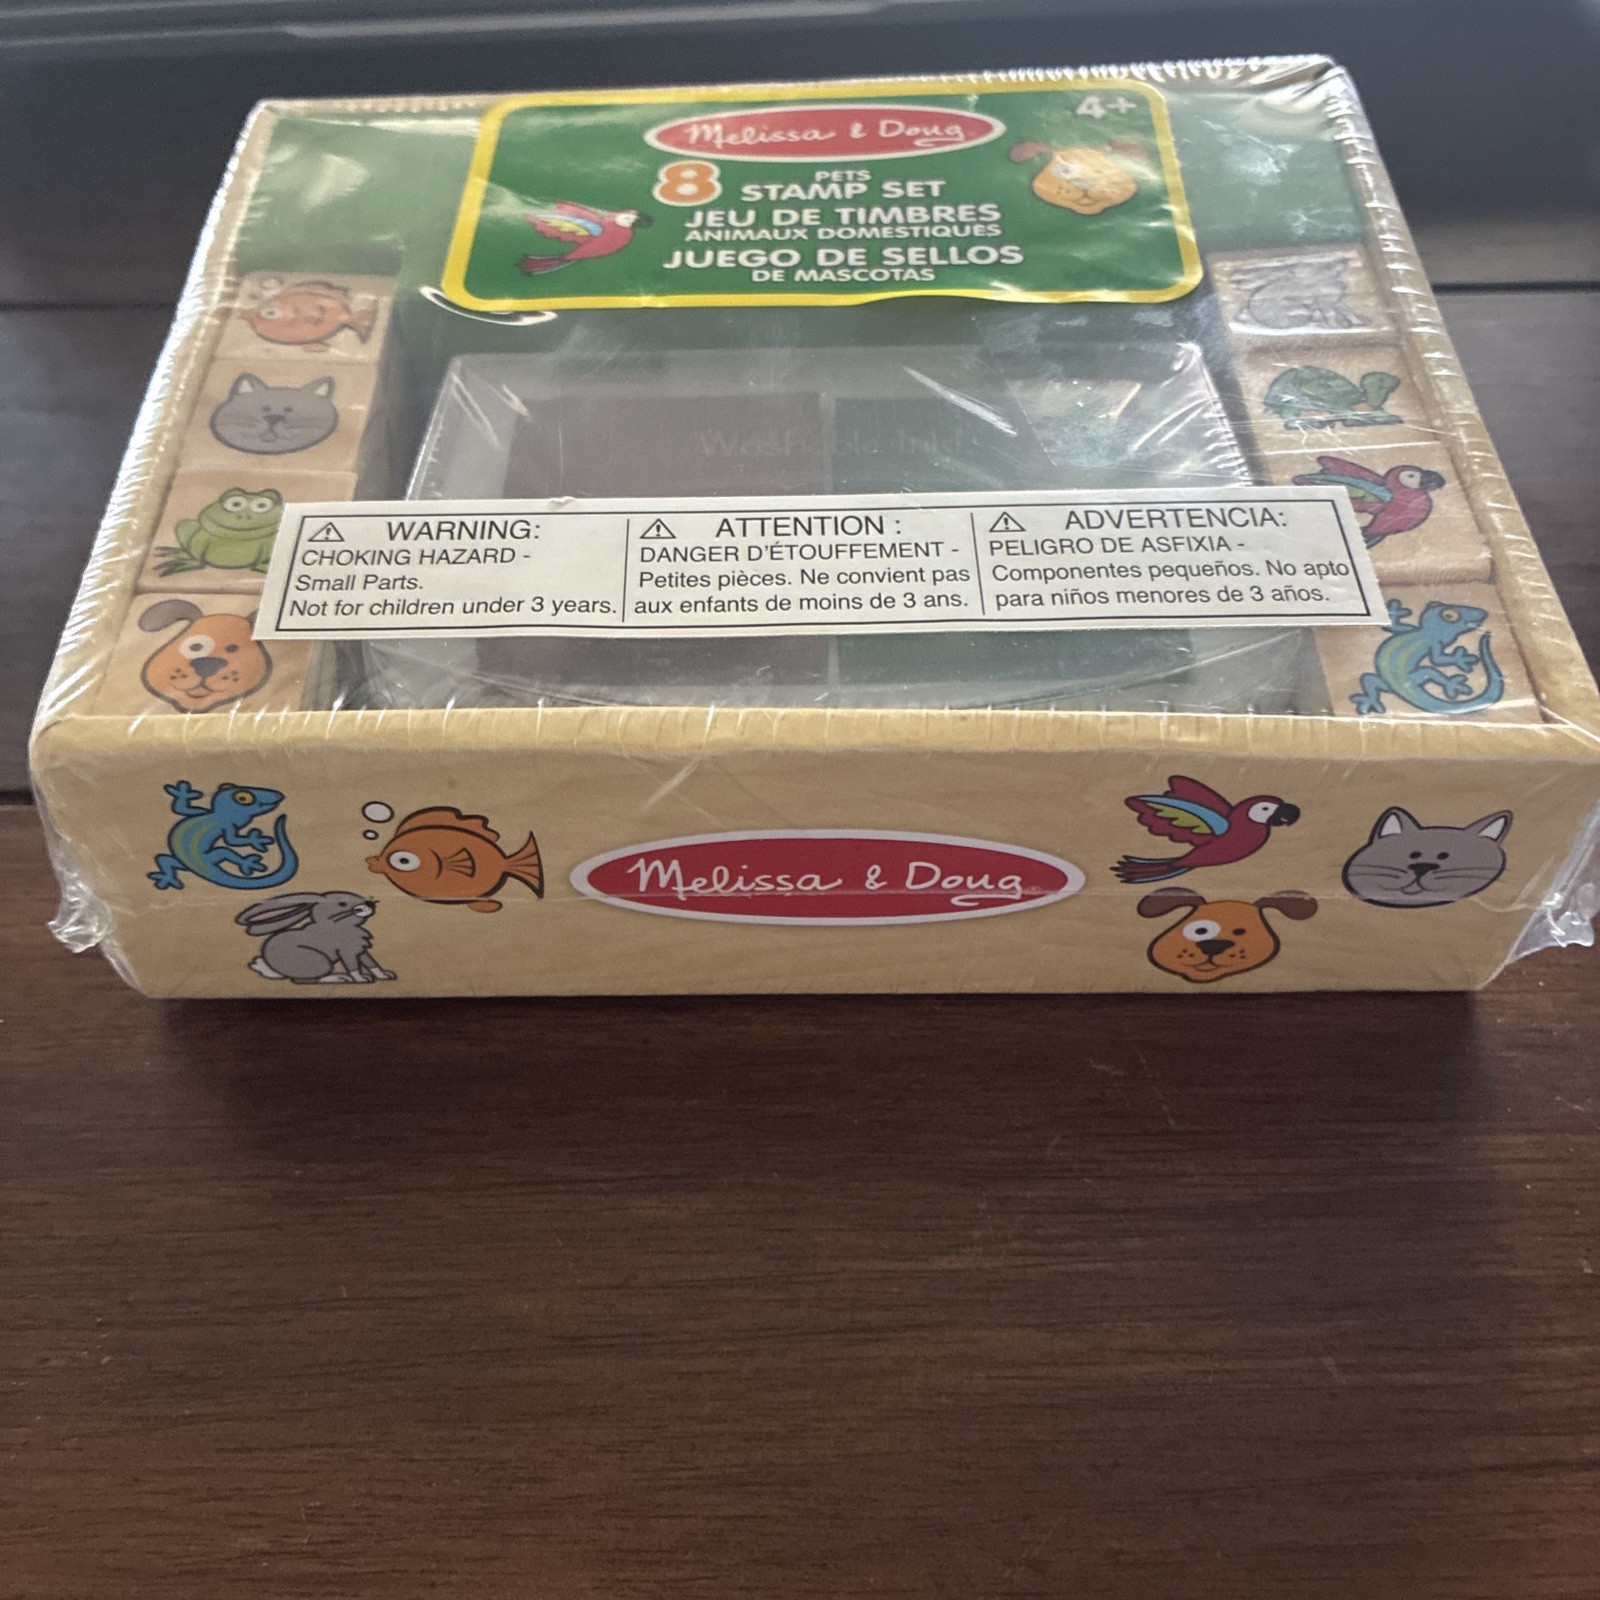 Melissa & Doug
4+
8 PETS
STAMP SET
JEU DE TIMBRES
ANIMAUX DOMESTIQUES
JUEGO DE SELLOS
DE MASCOTAS
Washable Ink
WARNING:
CHOKING HAZARD -
Small Parts.
Not for children under 3 years.
ATTENTION :
DANGER D'ÉTOUFFEMENT -
Petites pièces. Ne convient pas
aux enfants de moins de 3 ans.
ADVERTENCIA:
PELIGRO DE ASFIXIA -
Componentes pequeños. No apto
para niños menores de 3 años.
Melissa & Doug